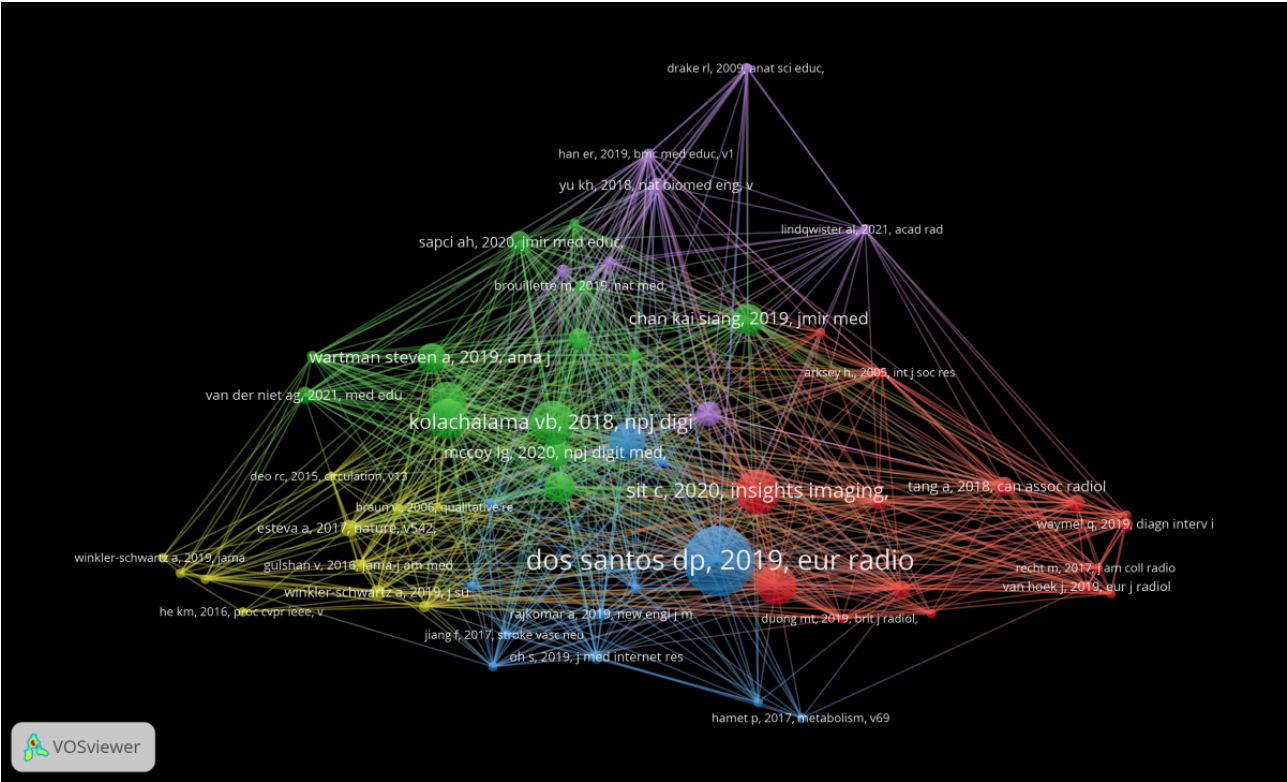 drake rl, 2009, anat sci educ,
han er, 2019, bmc med educ, v1
yu kh, 2018, nat biomed eng, v
lindqwister al, 2021, acad rad
sapci ah, 2020, jmir med educ,
brouillette m, 2019, nat med,
chan kai siang, 2019, jmir med
wartman steven a, 2019, ama j
arksey h., 2005, int j soc res
van der niet ag, 2021, med edu
kolachalama vb, 2018, npj digi
mccoy lg, 2020, npj digit med,
deo rc, 2015, circulation, v13
sit c, 2020, insights imaging,
tang a, 2018, can assoc radiol
braun v., 2006, qualitative re
waymel q, 2019, diagn interv i
esteva a, 2017, nature, v542,
winkler-schwartz a, 2019, jama
dos santos dp, 2019, eur radio
gulshan v, 2016, jama-j am med
recht m, 2017, j am coll radio
van hoek j, 2019, eur j radiol
winkler-schwartz a, 2019, j su
he km, 2016, proc cvpr ieee, v
rajkomar a, 2019, new engl j m
duong mt, 2019, brit j radiol,
jiang f, 2017, stroke vasc neu
oh s, 2019, j med internet res
hamet p, 2017, metabolism, v69
VOSviewer